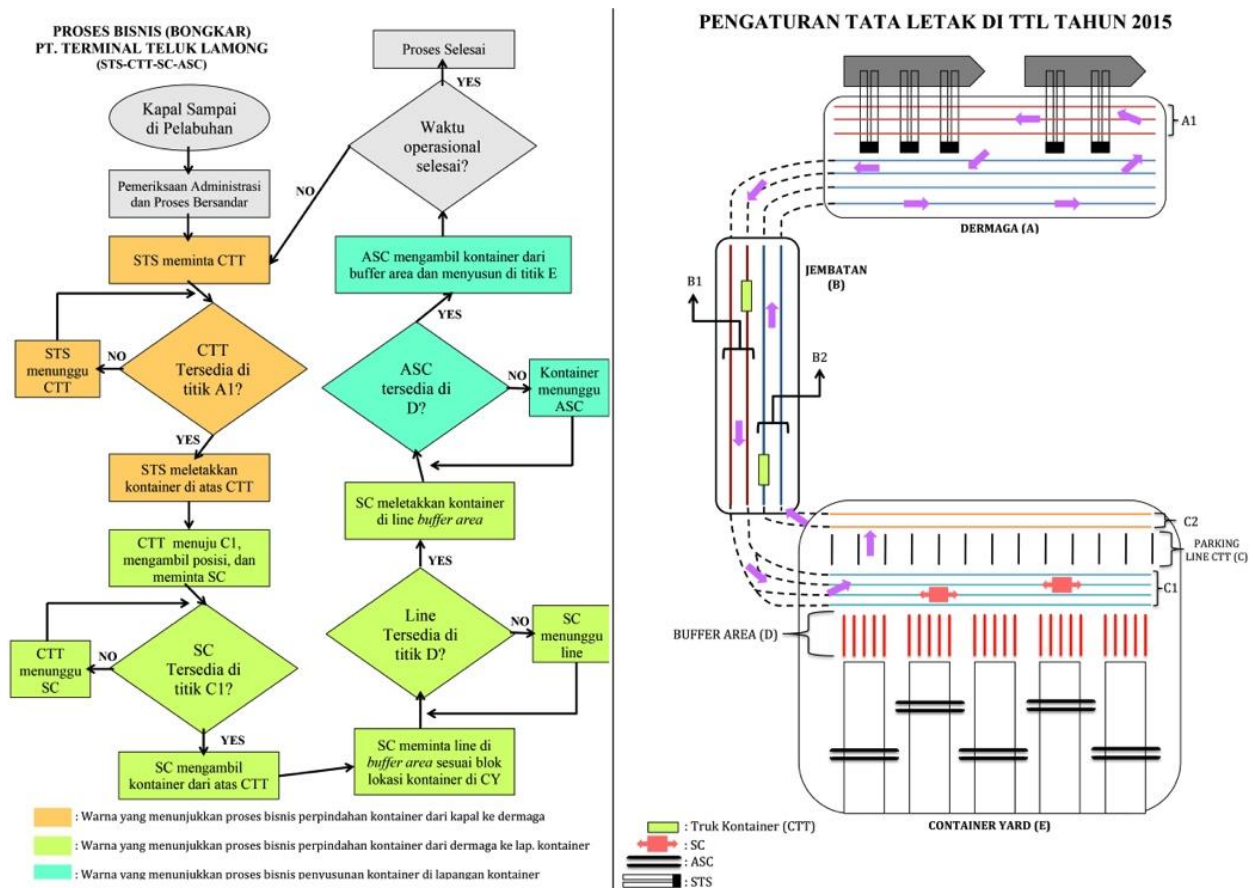 PROSES BISNIS (BONGKAR)
PT. TERMINAL TELUK LAMONG
(STS-CTT-SC-ASC)
Kapal Sampai
di Pelabuhan
Pemeriksaan Administrasi
dan Proses Bersandar
STS meminta CTT
CTT
Tersedia di
titik A1?
NO
STS
menunggu
CTT
YES
STS meletakkan
kontainer di atas CTT
CTT menuju C1,
mengambil posisi, dan
meminta SC
SC
Tersedia di
titik C1?
NO
CTT
menunggu
SC
YES
SC mengambil
kontainer dari atas CTT
SC meminta line di
buffer area sesuai blok
lokasi kontainer di CY
Line
Tersedia di
titik D?
NO
SC
menunggu
line
YES
SC meletakkan kontainer
di line buffer area
ASC
tersedia di
D?
NO
Kontainer
menunggu
ASC
YES
ASC mengambil kontainer dari
buffer area dan menyusun di titik E
Waktu
operasional
selesai?
NO
YES
Proses Selesai
: Warna yang menunjukkan proses bisnis perpindahan kontainer dari kapal ke dermaga
: Warna yang menunjukkan proses bisnis perpindahan kontainer dari dermaga ke lap. kontainer
: Warna yang menunjukkan proses bisnis penyusunan kontainer di lapangan kontainer
PENGATURAN TATA LETAK DI TTL TAHUN 2015
A1
DERMAGA (A)
JEMBATAN
(B)
B1
B2
C2
PARKING
LINE CTT (C)
C1
BUFFER AREA (D)
CONTAINER YARD (E)
: Truk Kontainer (CTT)
: SC
: ASC
: STS